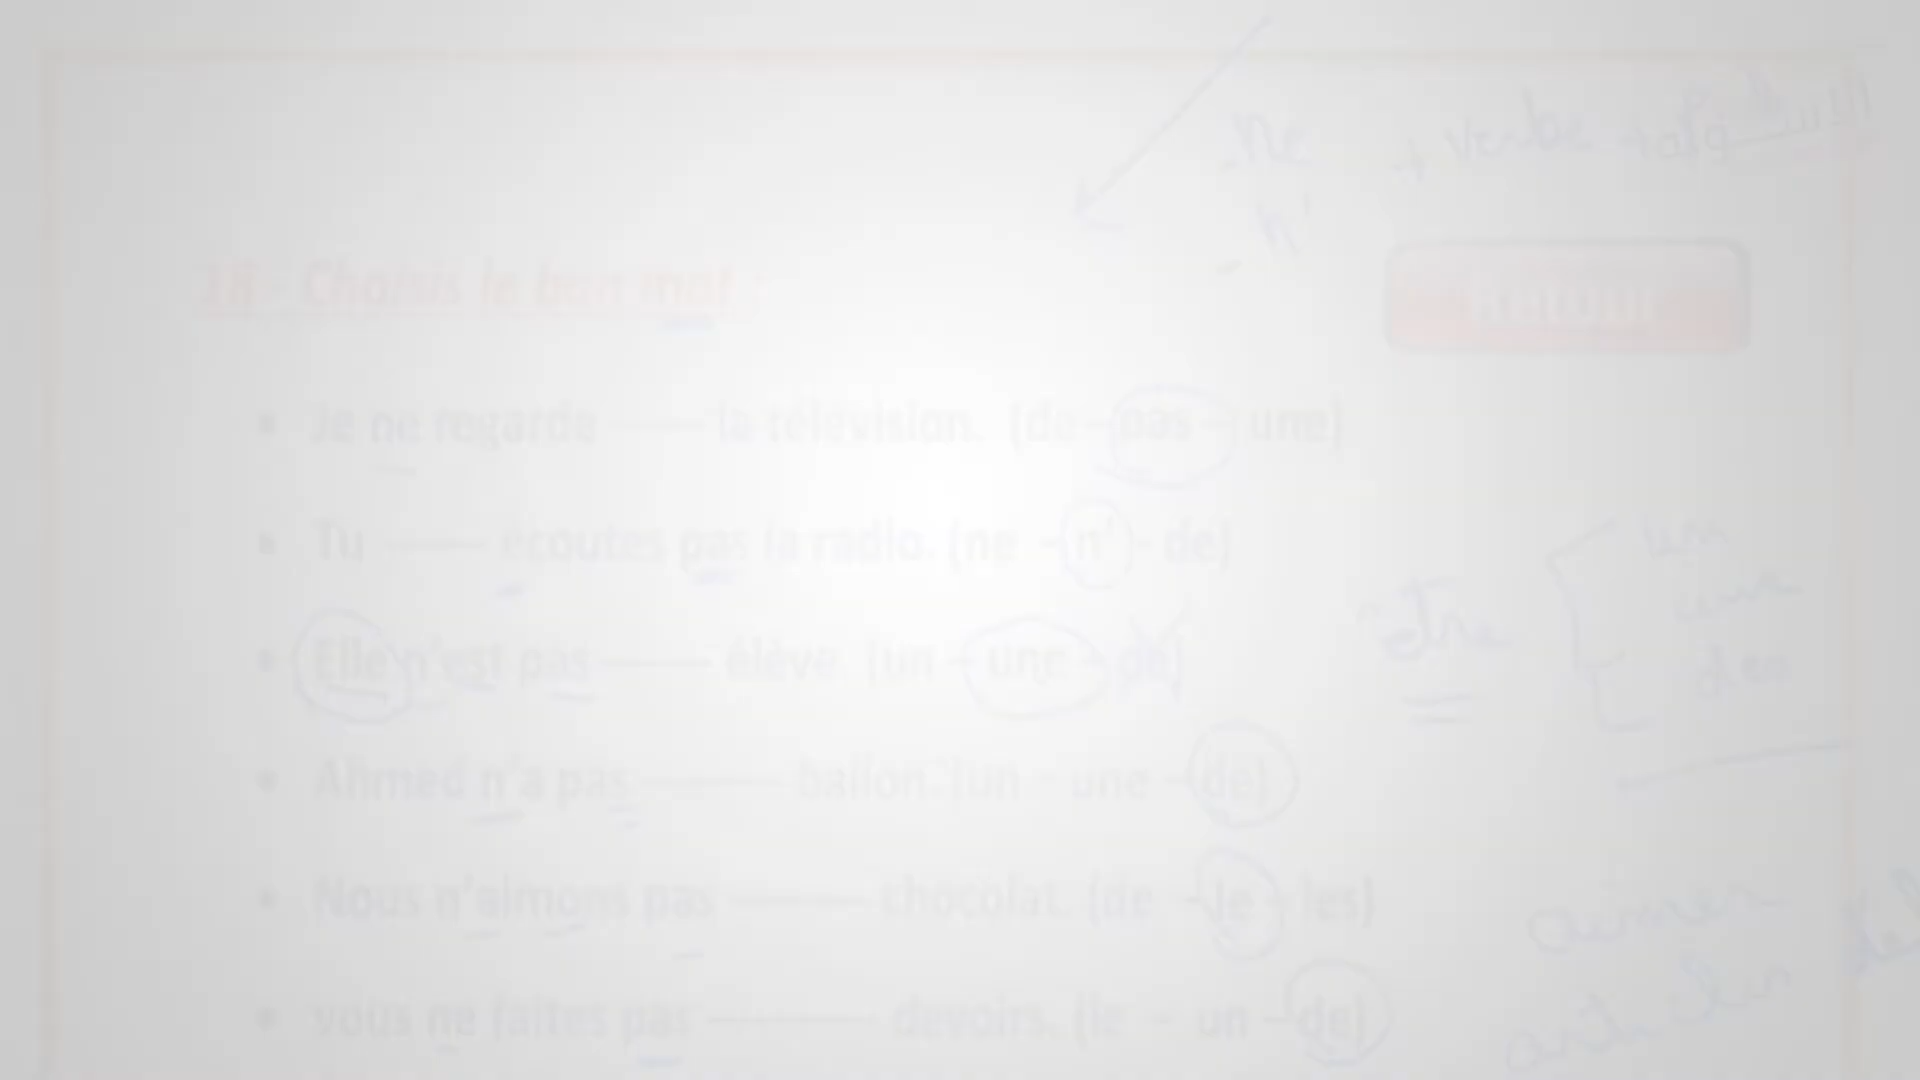 -ne + verbe +
- n'
18 - Choisis le bon mot :
• Je ne regarde —— la télévision. (de - pas - une)
• Tu —— écoutes pas la radio. (ne - n' - de)
un
• Elle n'est pas —— élève. (un - une - de)
être
une
des
• Ahmed n'a pas —— ballon. (un - une - de)
• Nous n'aimons pas —— chocolat. (de - le - les)
aimer
• vous ne faites pas —— devoirs. (le - un - de)